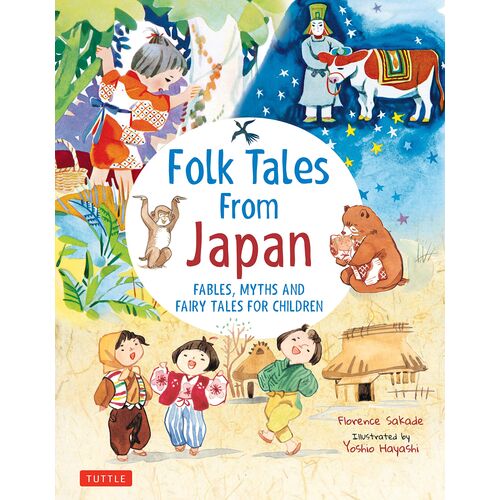 Folk Tales
From
Japan
FABLES, MYTHS AND
FAIRY TALES FOR CHILDREN
Florence Sakade
Illustrated by
Yoshio Hayashi
TUTTLE